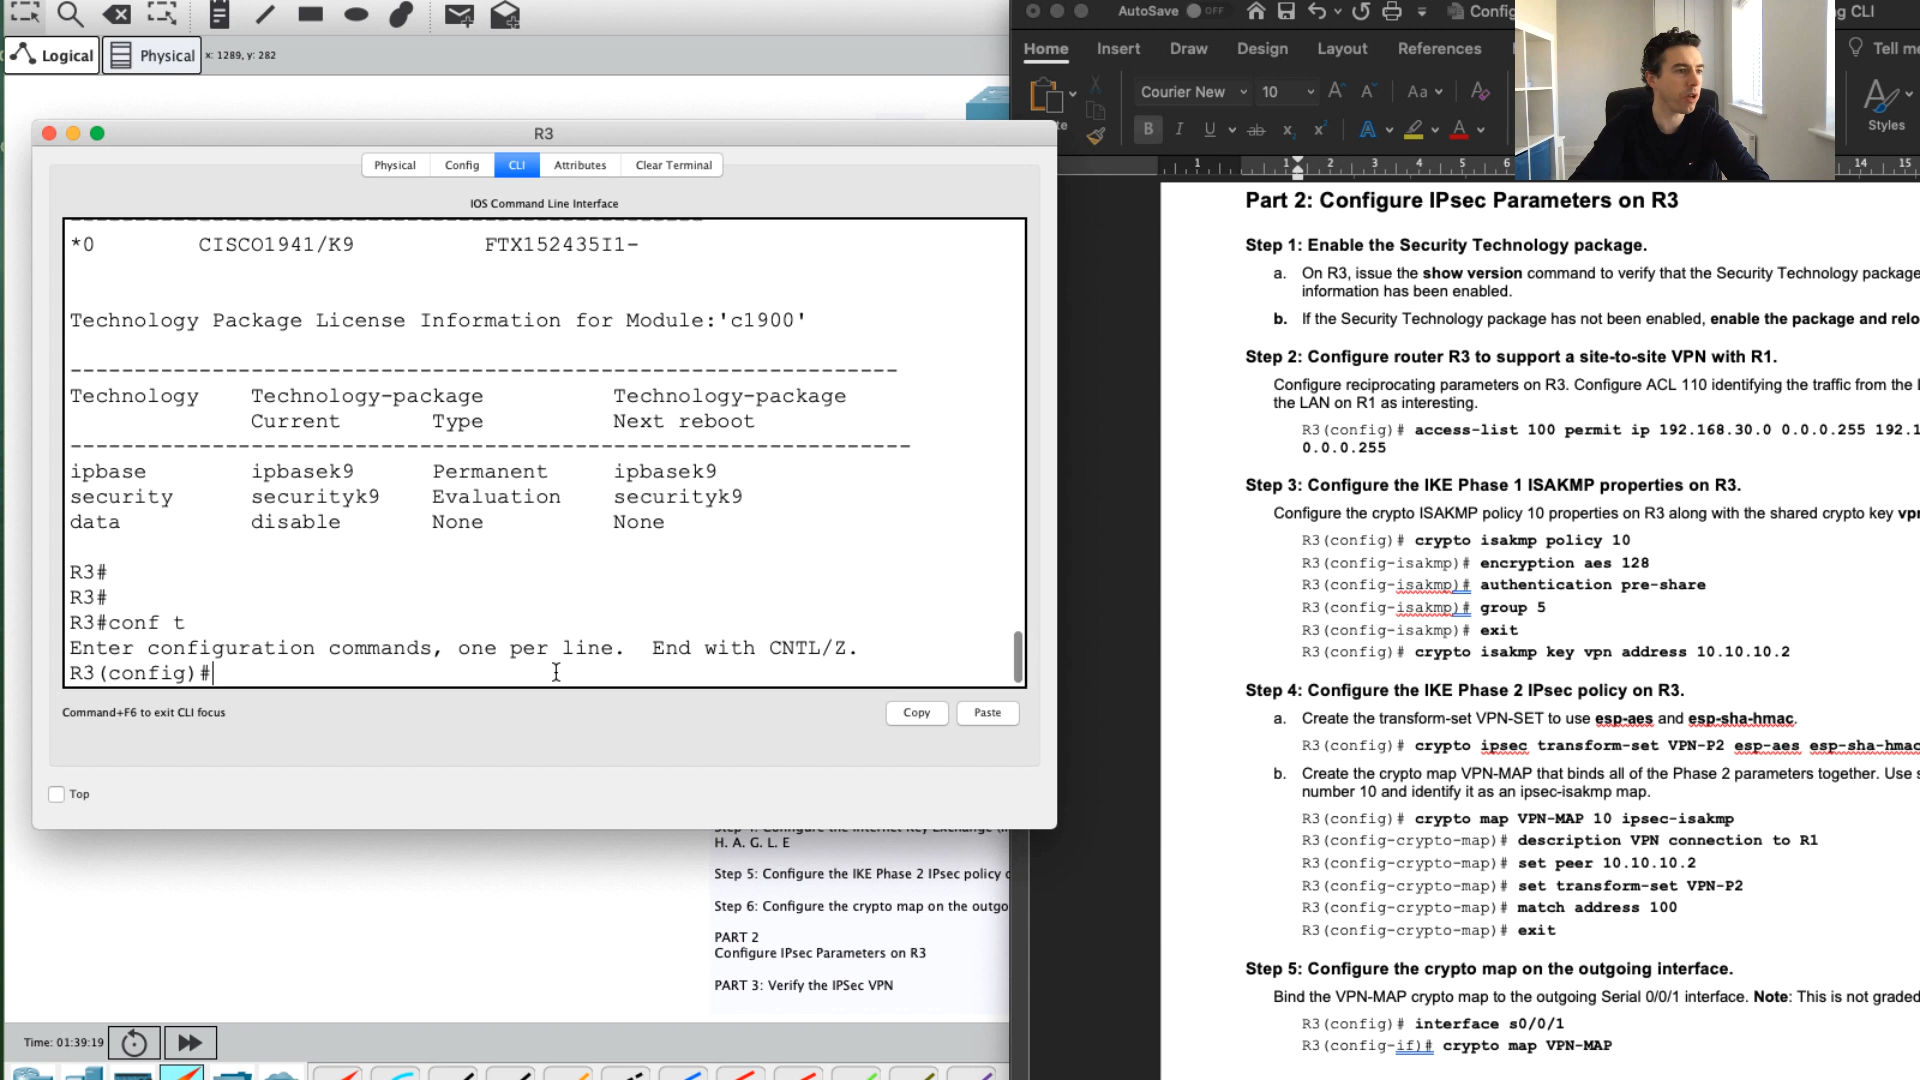 AutoSave OFF
Config
g CLI
Logical
Physical
x: 1289, y: 282
Home Insert Draw Design Layout References
Tell me
Courier New 10
Aa
Styles
R3
Physical Config CLI Attributes Clear Terminal
IOS Command Line Interface
*0 CISCO1941/K9 FTX152435I1-
Technology Package License Information for Module:'c1900'
----------------------------------------------------------------
Technology Technology-package Technology-package
Current Type Next reboot
-----------------------------------------------------------------
ipbase ipbasek9 Permanent ipbasek9
security securityk9 Evaluation securityk9
data disable None None
R3#
R3#
R3#conf t
Enter configuration commands, one per line. End with CNTL/Z.
R3(config)#
Command+F6 to exit CLI focus
Copy Paste
Top
H. A. G. L. E
Step 5: Configure the IKE Phase 2 IPsec policy o
Step 6: Configure the crypto map on the outgo
PART 2
Configure IPsec Parameters on R3
PART 3: Verify the IPSec VPN
Time: 01:39:19
1 1 2 3 4 5 6 14 15
Part 2: Configure IPsec Parameters on R3
Step 1: Enable the Security Technology package.
a. On R3, issue the show version command to verify that the Security Technology package
information has been enabled.
b. If the Security Technology package has not been enabled, enable the package and relo
Step 2: Configure router R3 to support a site-to-site VPN with R1.
Configure reciprocating parameters on R3. Configure ACL 110 identifying the traffic from the
the LAN on R1 as interesting.
R3(config)# access-list 100 permit ip 192.168.30.0 0.0.0.255 192.1
0.0.0.255
Step 3: Configure the IKE Phase 1 ISAKMP properties on R3.
Configure the crypto ISAKMP policy 10 properties on R3 along with the shared crypto key vpn
R3(config)# crypto isakmp policy 10
R3(config-isakmp)# encryption aes 128
R3(config-isakmp)# authentication pre-share
R3(config-isakmp)# group 5
R3(config-isakmp)# exit
R3(config)# crypto isakmp key vpn address 10.10.10.2
Step 4: Configure the IKE Phase 2 IPsec policy on R3.
a. Create the transform-set VPN-SET to use esp-aes and esp-sha-hmac.
R3(config)# crypto ipsec transform-set VPN-P2 esp-aes esp-sha-hmac
b. Create the crypto map VPN-MAP that binds all of the Phase 2 parameters together. Use s
number 10 and identify it as an ipsec-isakmp map.
R3(config)# crypto map VPN-MAP 10 ipsec-isakmp
R3(config-crypto-map)# description VPN connection to R1
R3(config-crypto-map)# set peer 10.10.10.2
R3(config-crypto-map)# set transform-set VPN-P2
R3(config-crypto-map)# match address 100
R3(config-crypto-map)# exit
Step 5: Configure the crypto map on the outgoing interface.
Bind the VPN-MAP crypto map to the outgoing Serial 0/0/1 interface. Note: This is not graded
R3(config)# interface s0/0/1
R3(config-if)# crypto map VPN-MAP